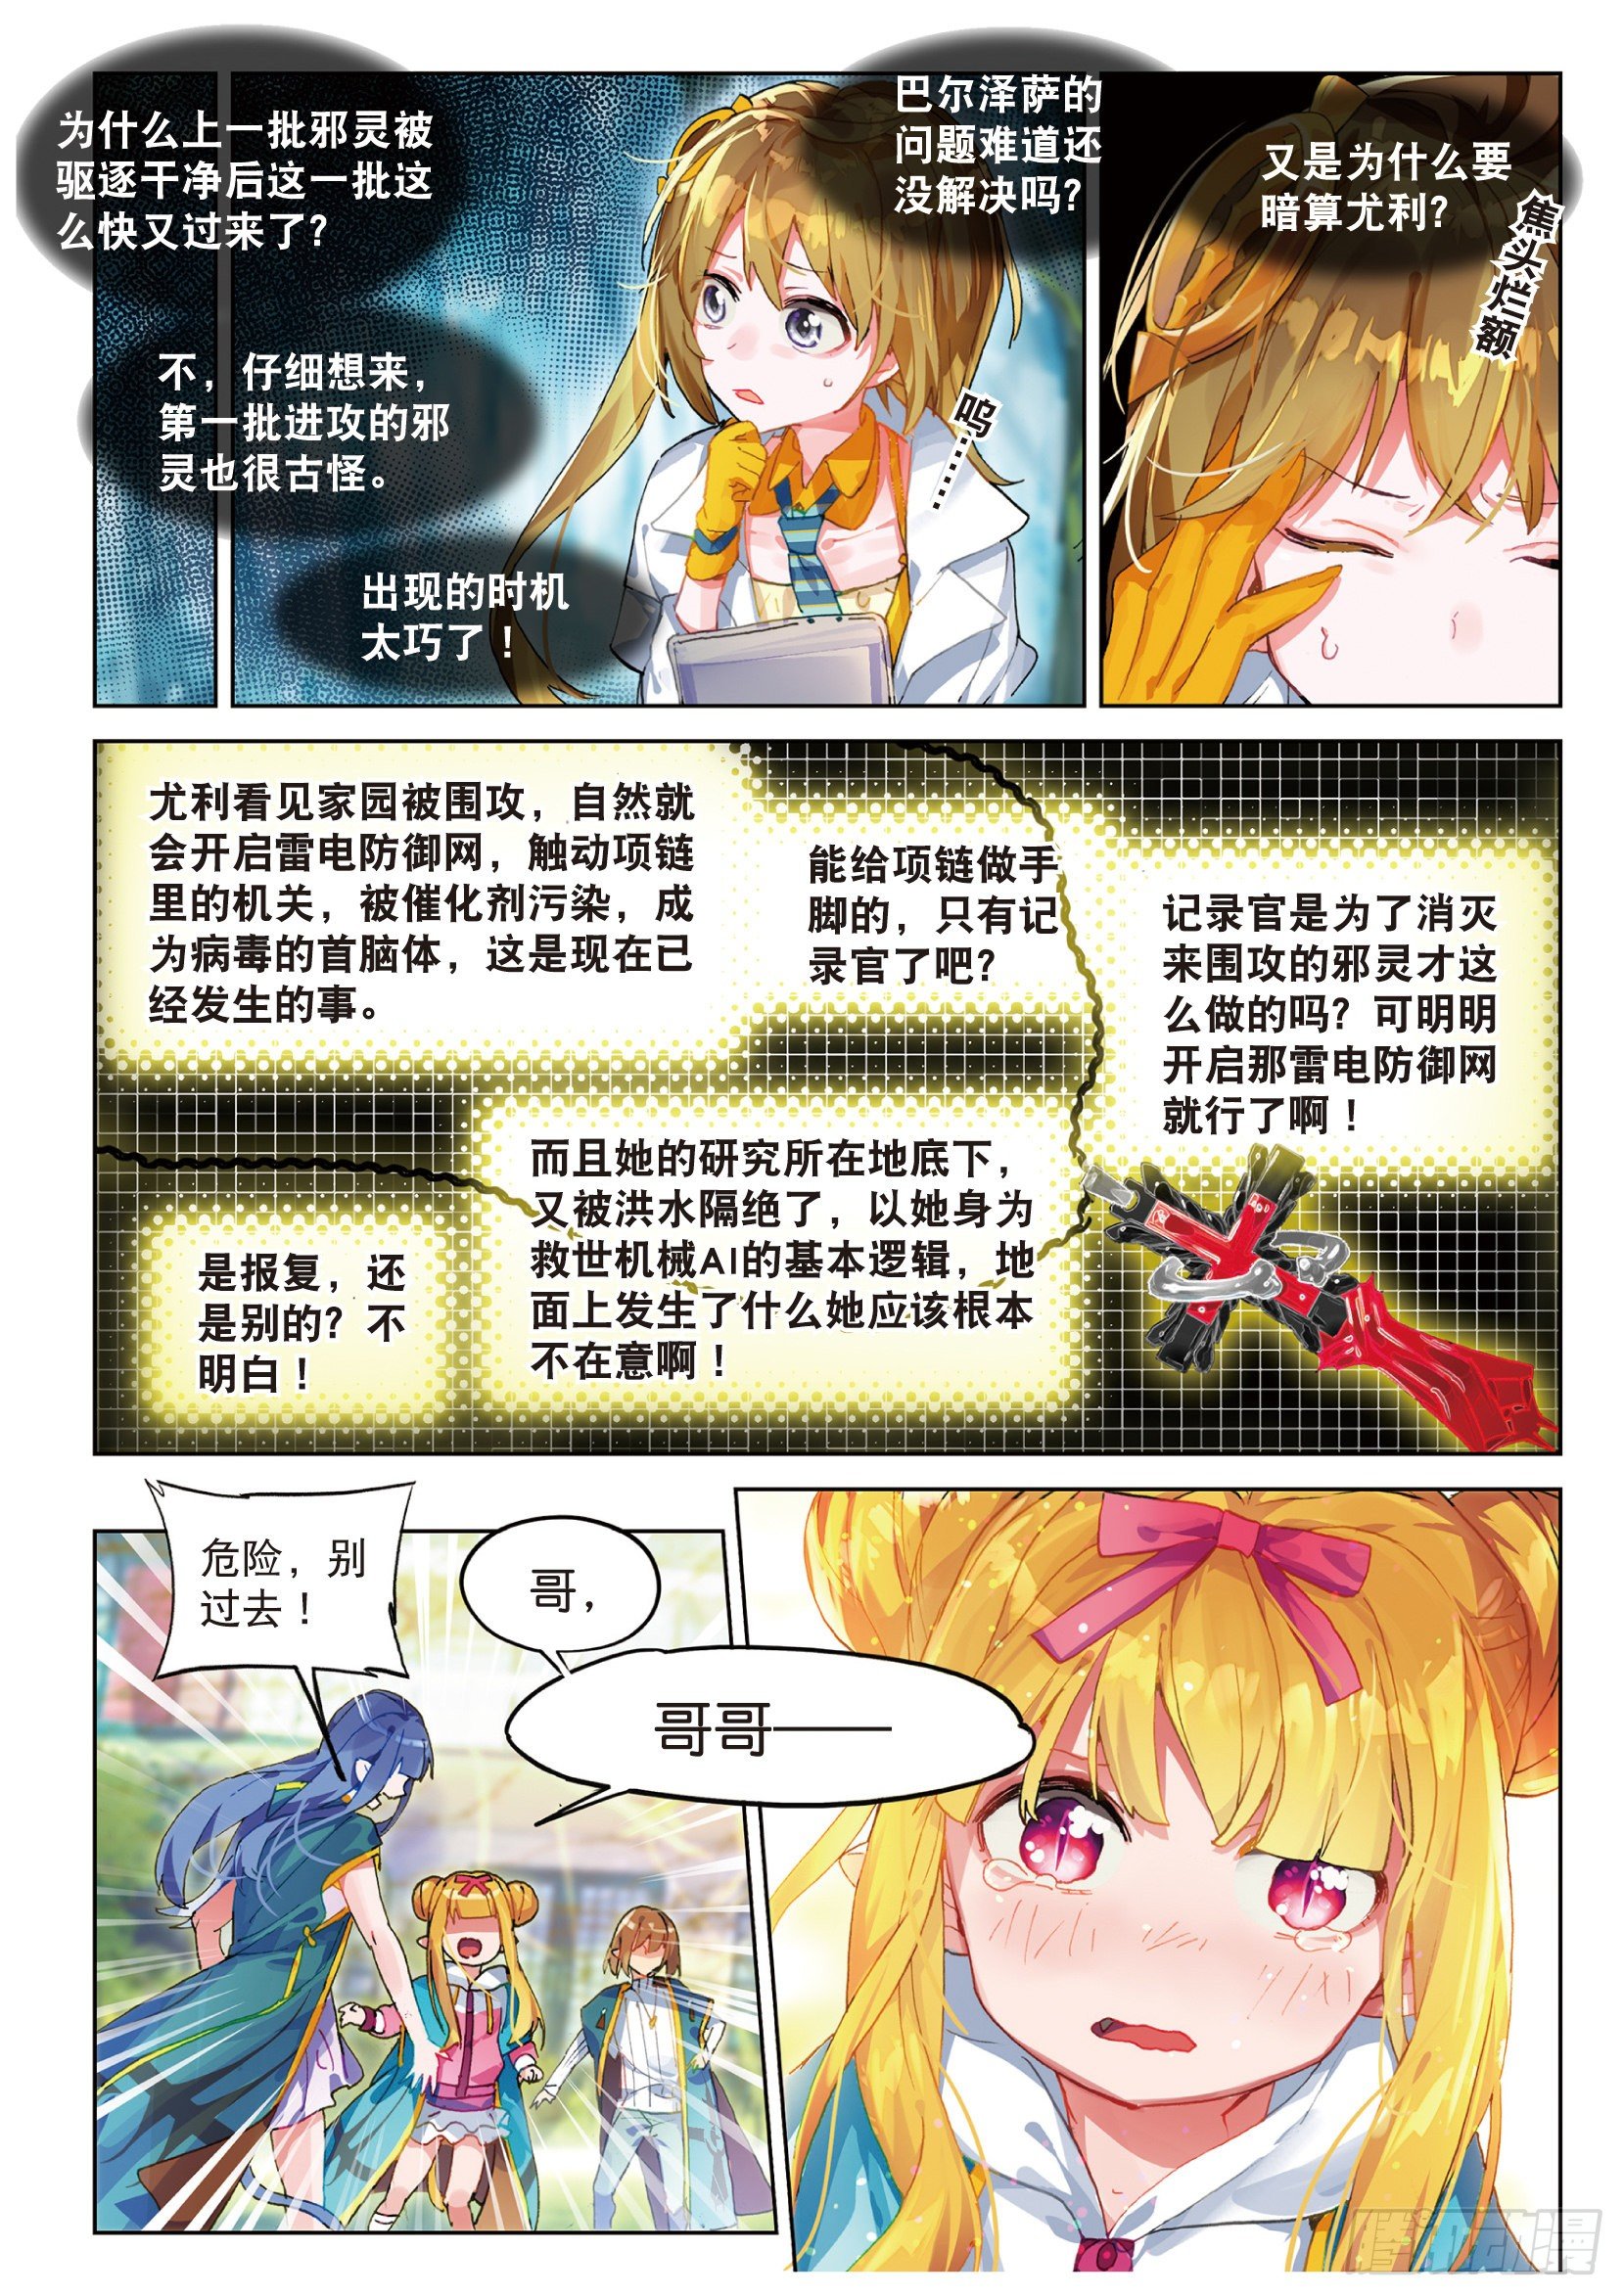 为什么上一批邪灵被
驱逐干净后这一批这
么快又过来了？
不，仔细想来，
第一批进攻的邪
灵也很古怪。
出现的时机
太巧了！
呜……
巴尔泽萨的
问题难道还
没解决吗？
又是为什么要
暗算尤利？
焦头烂额
尤利看见家园被围攻，自然就
会开启雷电防御网，触动项链
里的机关，被催化剂污染，成
为病毒的首脑体，这是现在已
经发生的事。
能给项链做手
脚的，只有记
录官了吧？
记录官是为了消灭
来围攻的邪灵才这
么做的吗？可明明
开启那雷电防御网
就行了啊！
而且她的研究所在地底下，
又被洪水隔绝了，以她身为
救世机械AI的基本逻辑，地
面上发生了什么她应该根本
不在意啊！
是报复，还
是别的？不
明白！
危险，别
过去！
哥，
哥哥——
腾讯动漫